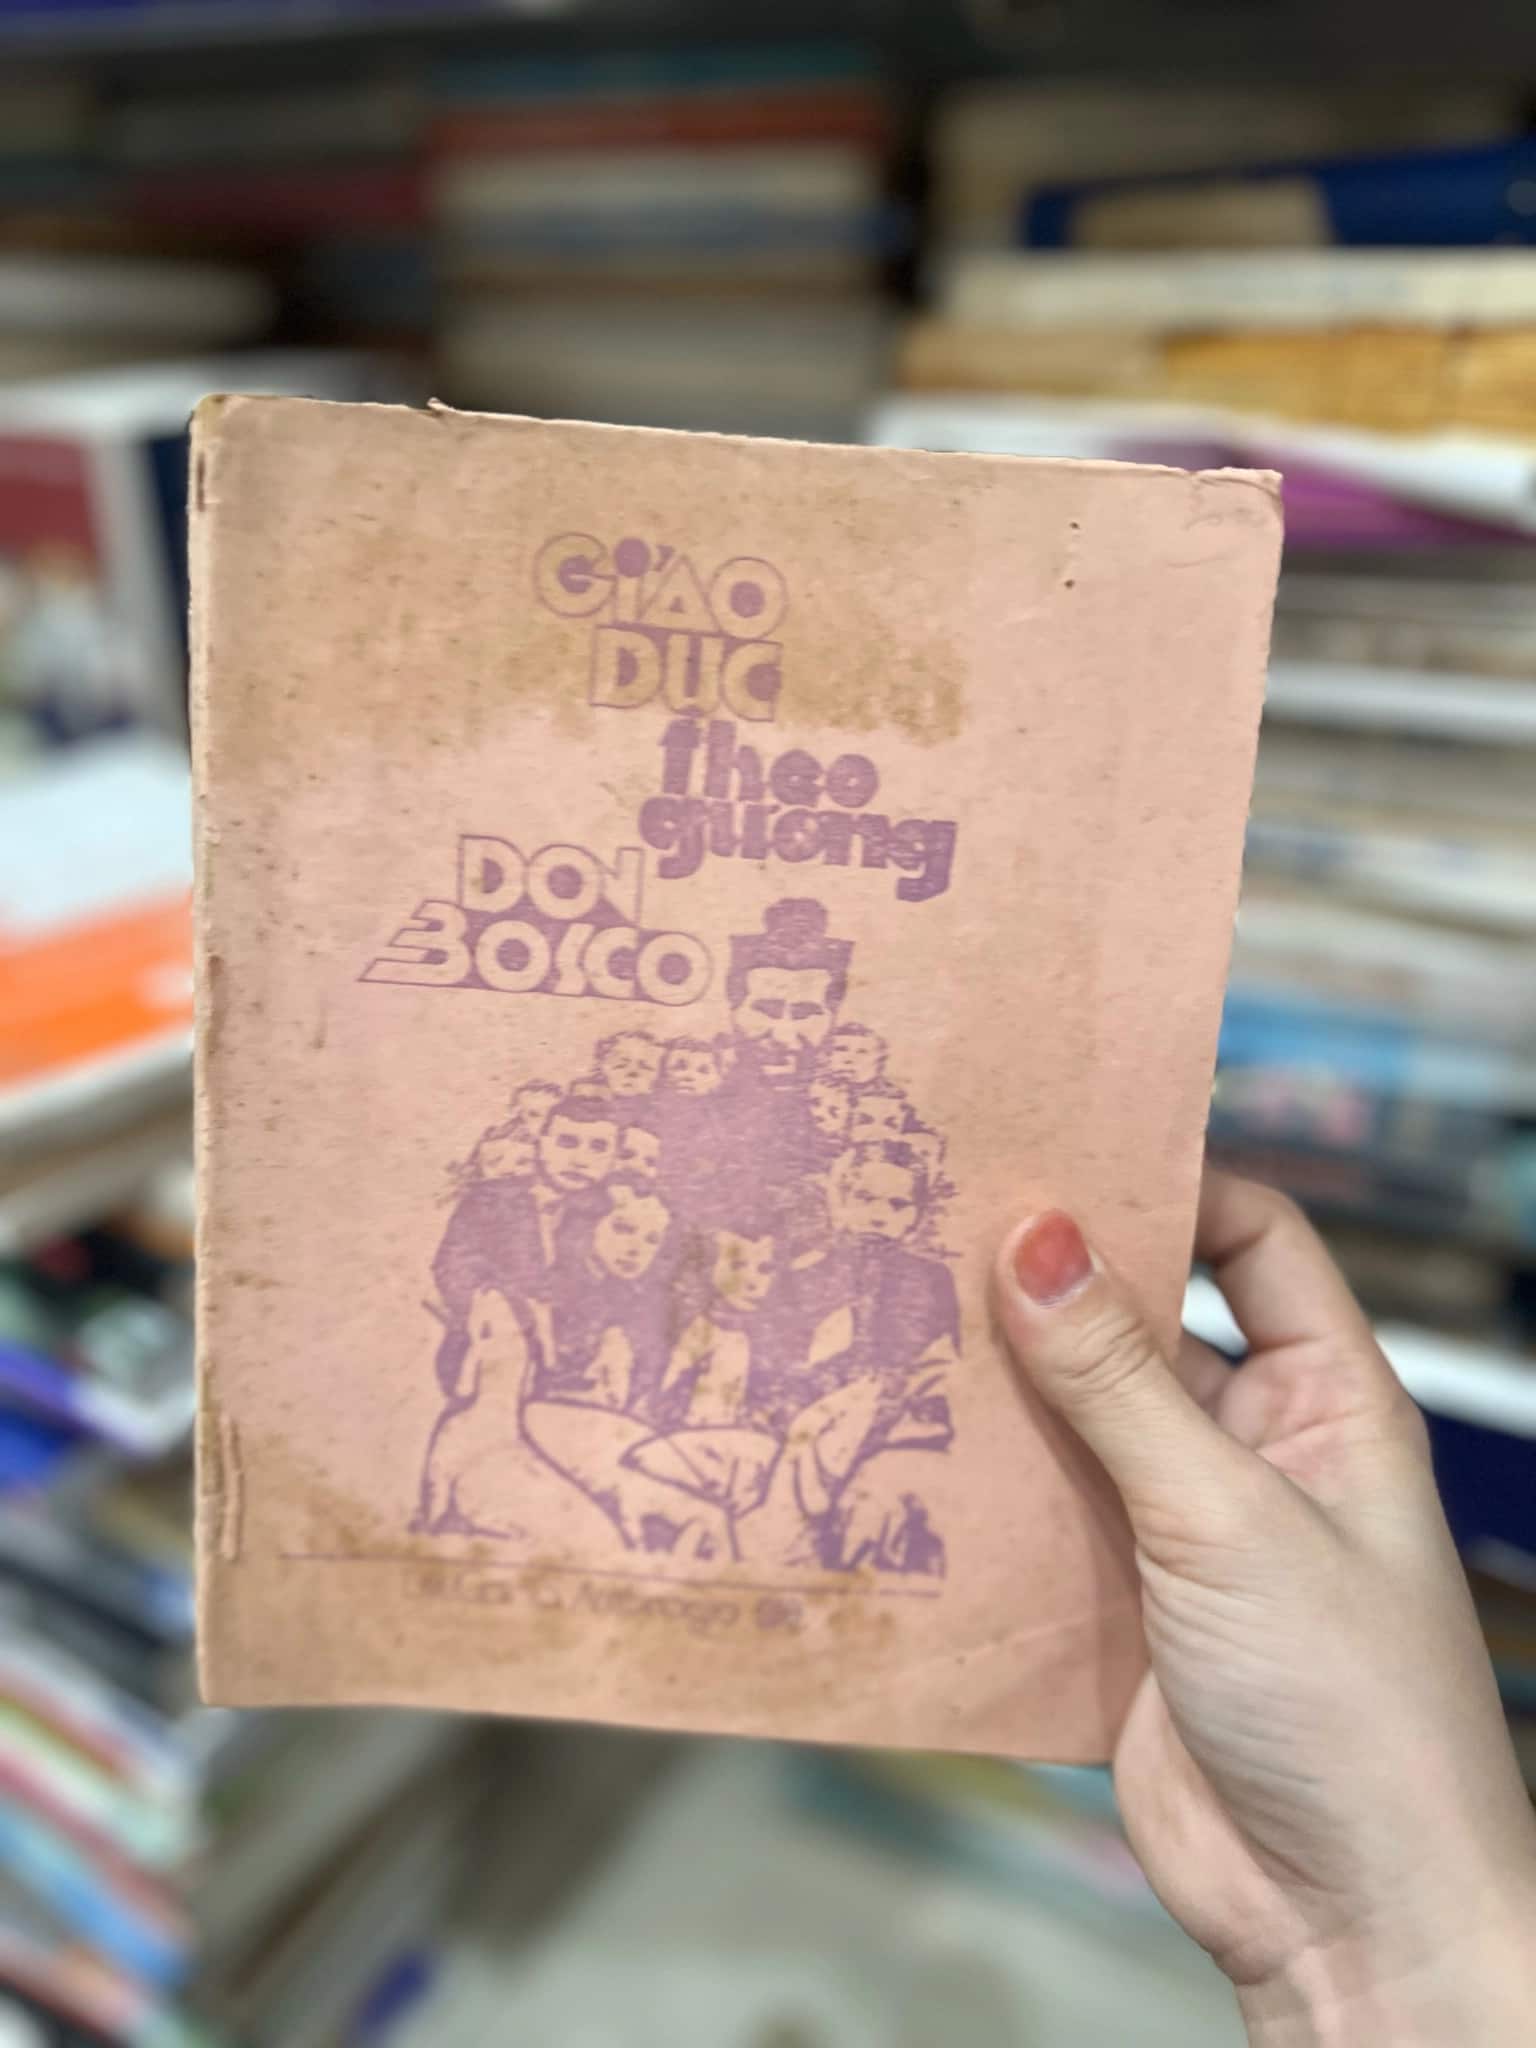 GIÁO
DỤC
theo
gương
DON
BOSCO